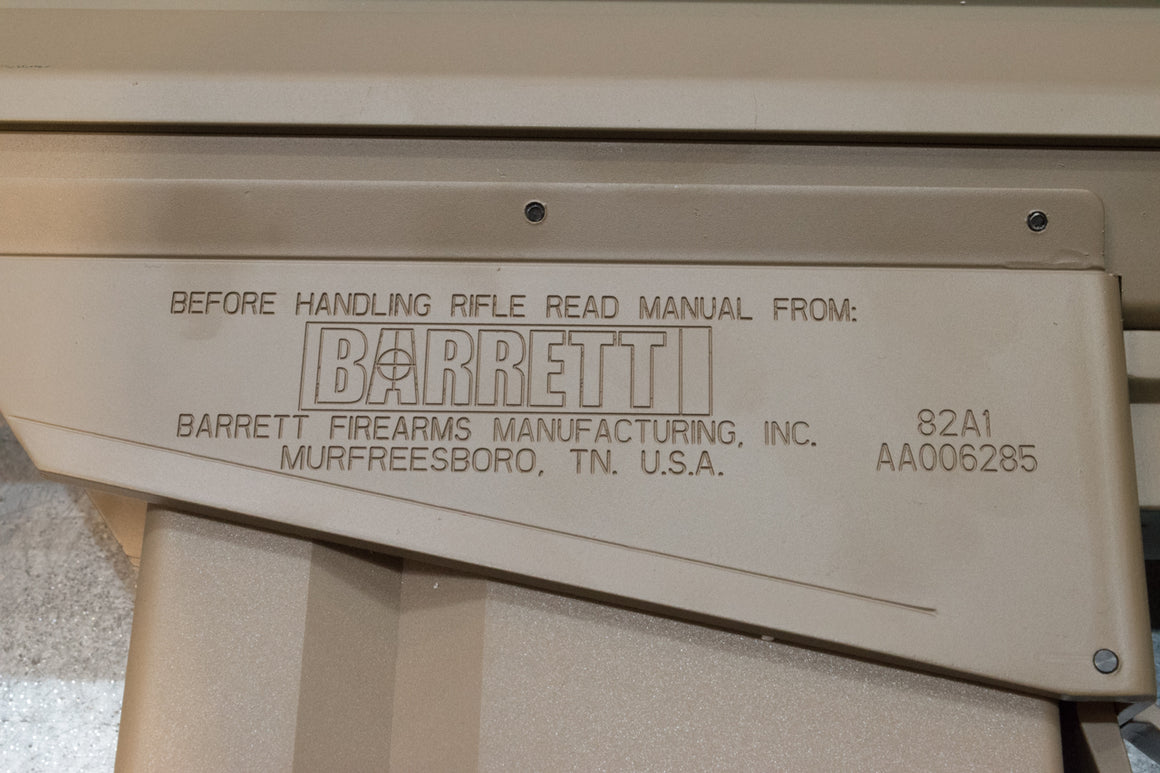 BEFORE HANDLING RIFLE READ MANUAL FROM:
BARRETT
BARRETT FIREARMS MANUFACTURING, INC.
MURFREESBORO, TN. U.S.A.
82A1
AA006285